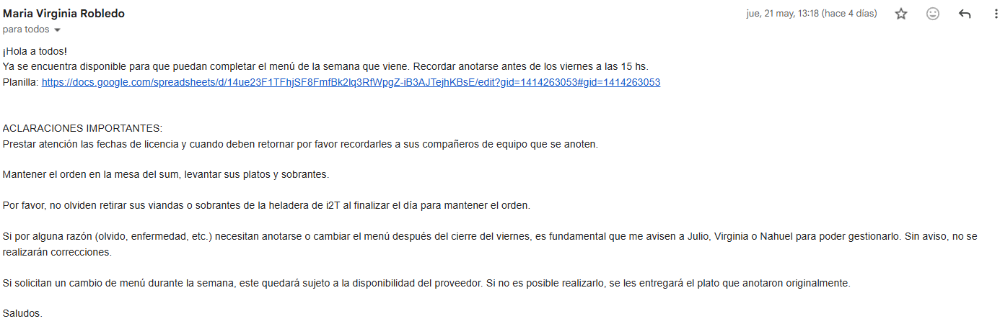 Maria Virginia Robledo
jue, 21 may, 13:18 (hace 4 días)
para todos
¡Hola a todos!
Ya se encuentra disponible para que puedan completar el menú de la semana que viene. Recordar anotarse antes de los viernes a las 15 hs.
Planilla: https://docs.google.com/spreadsheets/d/14ue23F1TFhjSF8FmfBk2lq3RfWpgZ-iB3AJTejhKBsE/edit?gid=1414263053#gid=1414263053
ACLARACIONES IMPORTANTES:
Prestar atención las fechas de licencia y cuando deben retornar por favor recordarles a sus compañeros de equipo que se anoten.
Mantener el orden en la mesa del sum, levantar sus platos y sobrantes.
Por favor, no olviden retirar sus viandas o sobrantes de la heladera de i2T al finalizar el día para mantener el orden.
Si por alguna razón (olvido, enfermedad, etc.) necesitan anotarse o cambiar el menú después del cierre del viernes, es fundamental que me avisen a Julio, Virginia o Nahuel para poder gestionarlo. Sin aviso, no se
realizarán correcciones.
Si solicitan un cambio de menú durante la semana, este quedará sujeto a la disponibilidad del proveedor. Si no es posible realizarlo, se les entregará el plato que anotaron originalmente.
Saludos.